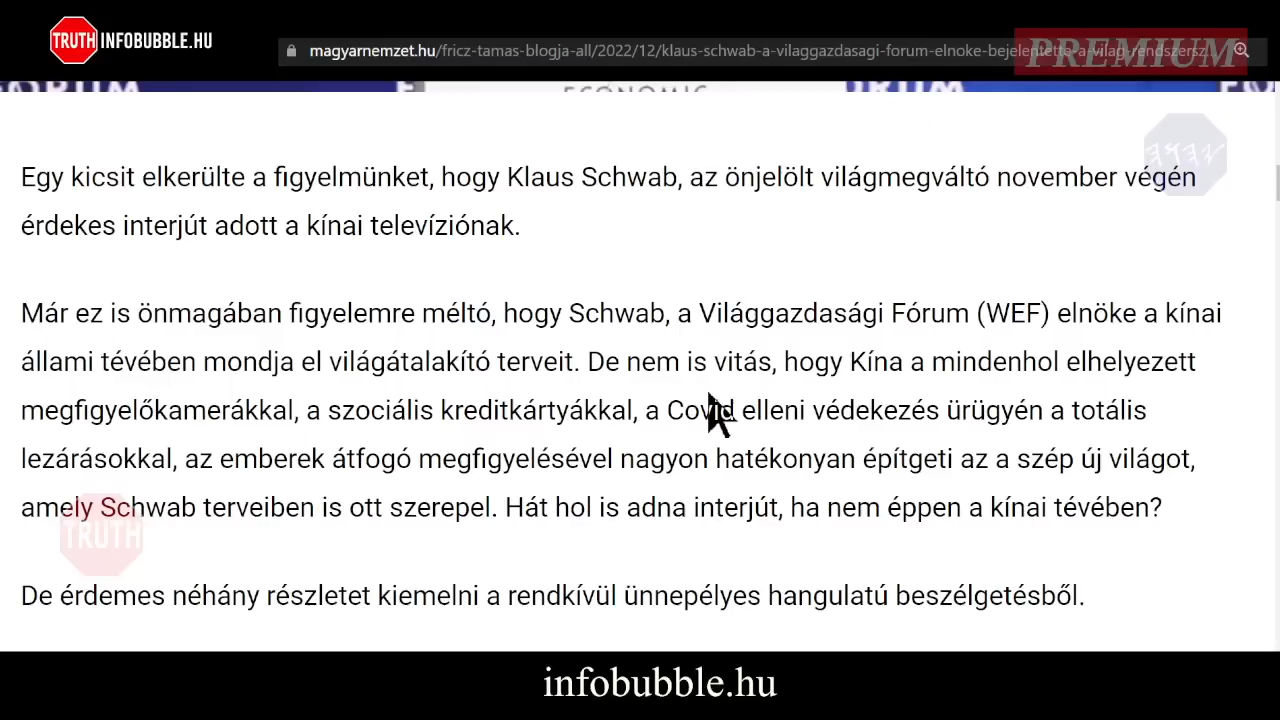 TRUTH INFOBUBBLE.HU
magyarnemzet.hu/fricz-tamas-blogja-all/2022/12/klaus-schwab-a-vilaggazdasagi-forum-elnoke-bejelentette-a-vilag-rendszersz...
PREMIUM
ECONOMIC
Egy kicsit elkerülte a figyelmünket, hogy Klaus Schwab, az önjelölt világmegváltó november végén
érdekes interjút adott a kínai televíziónak.
Már ez is önmagában figyelemre méltó, hogy Schwab, a Világgazdasági Fórum (WEF) elnöke a kínai
állami tévében mondja el világátalakító terveit. De nem is vitás, hogy Kína a mindenhol elhelyezett
megfigyelőkamerákkal, a szociális kreditkártyákkal, a Covid elleni védekezés ürügyén a totális
lezárásokkal, az emberek átfogó megfigyelésével nagyon hatékonyan építgeti az a szép új világot,
amely Schwab terveiben is ott szerepel. Hát hol is adna interjút, ha nem éppen a kínai tévében?
TRUTH
De érdemes néhány részletet kiemelni a rendkívül ünnepélyes hangulatú beszélgetésből.
infobubble.hu